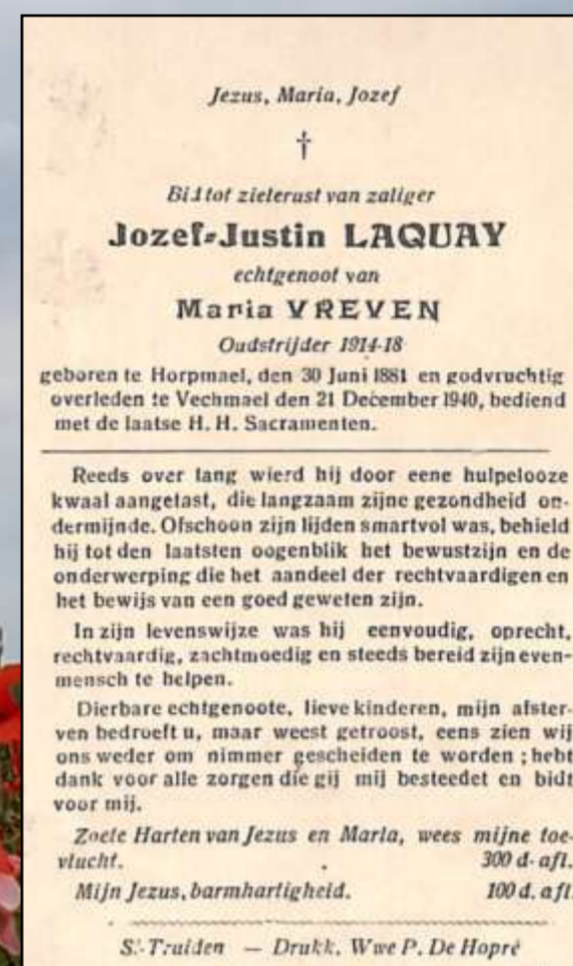 Jezus, Maria, Jozef
†
Bid tot zielerust van zaliger
Jozef-Justin LAQUAY
echtgenoot van
Maria VREVEN
Oudstrijder 1914-18
geboren te Horpmael, den 30 Juni 1881 en godvruchtig
overleden te Vechmael den 21 December 1940, bediend
met de laatse H. H. Sacramenten.
Reeds over lang wierd hij door eene hulpelooze
kwaal aangetast, die langzaam zijne gezondheid on-
dermijnde. Ofschoon zijn lijden smartvol was, behield
hij tot den laatsten oogenblik het bewustzijn en de
onderwerping die het aandeel der rechtvaardigen en
het bewijs van een goed geweten zijn.
In zijn levenswijze was hij eenvoudig, oprecht,
rechtvaardig, zachtmoedig en steeds bereid zijn even-
mensch te helpen.
Dierbare echtgenoote, lieve kinderen, mijn afster-
ven bedroeft u, maar weest getroost, eens zien wij
ons weder om nimmer gescheiden te worden ; hebt
dank voor alle zorgen die gij mij besteedet en bidt
voor mij.
Zoete Harten van Jezus en Maria, wees mijne toe-
vlucht. 300 d. afl.
Mijn Jezus, barmhartigheid. 100 d. afl.
St-Truiden — Drukk. Wwe P. De Hopré